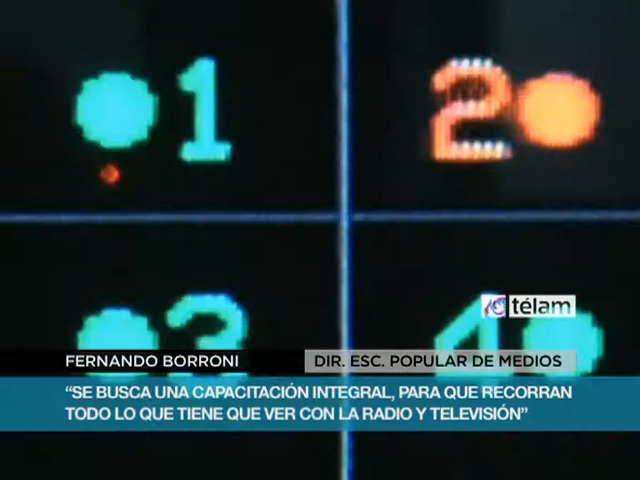 1
2
3
4
télam
FERNANDO BORRONI
DIR. ESC. POPULAR DE MEDIOS
“SE BUSCA UNA CAPACITACIÓN INTEGRAL, PARA QUE RECORRAN
TODO LO QUE TIENE QUE VER CON LA RADIO Y TELEVISIÓN”